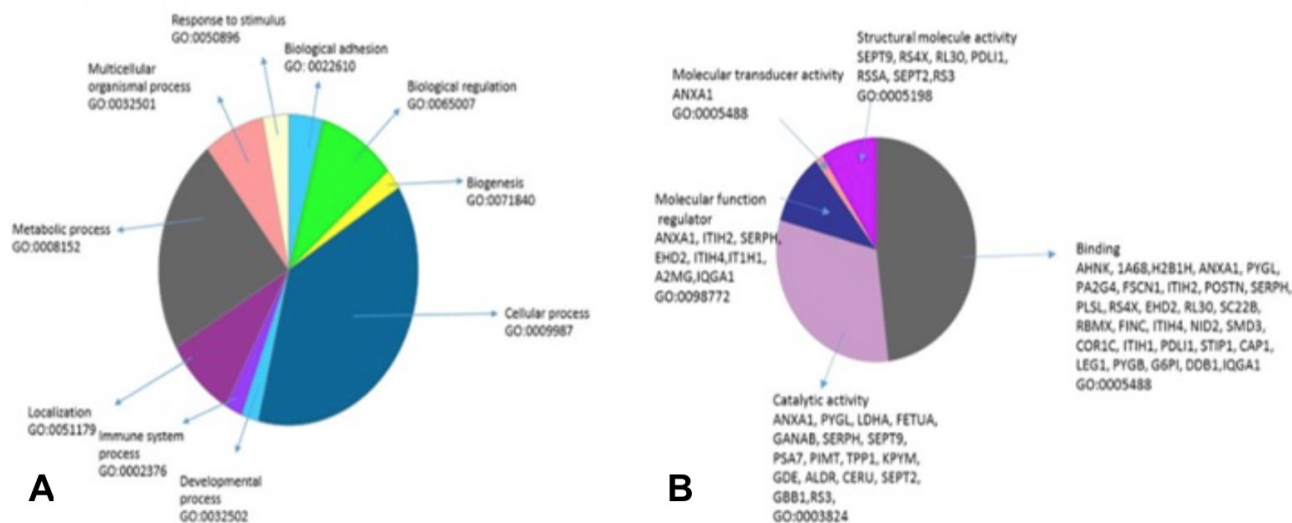 Response to stimulus
GO:0050896
Biological adhesion
GO: 0022610
Multicellular
organismal process
GO:0032501
Biological regulation
GO:0065007
Biogenesis
GO:0071840
Metabolic process
GO:0008152
Cellular process
GO:0009987
Localization
GO:0051179
Immune system
process
GO:0002376
Developmental
process
GO:0032502
A
Structural molecule activity
SEPT9, RS4X, RL30, PDLI1,
RSSA, SEPT2,RS3
GO:0005198
Molecular transducer activity
ANXA1
GO:0005488
Molecular function
regulator
ANXA1, ITIH2, SERPH,
EHD2, ITIH4,IT1H1,
A2MG,IQGA1
GO:0098772
Binding
AHNK, 1A68,H2B1H, ANXA1, PYGL,
PA2G4, FSCN1, ITIH2, POSTN, SERPH,
PLSL, RS4X, EHD2, RL30, SC22B,
RBMX, FINC, ITIH4, NID2, SMD3,
COR1C, ITIH1, PDLI1, STIP1, CAP1,
LEG1, PYGB, G6PI, DDB1,IQGA1
GO:0005488
Catalytic activity
ANXA1, PYGL, LDHA, FETUA,
GANAB, SERPH, SEPT9,
PSA7, PIMT, TPP1, KPYM,
GDE, ALDR, CERU, SEPT2,
GBB1,RS3,
GO:0003824
B